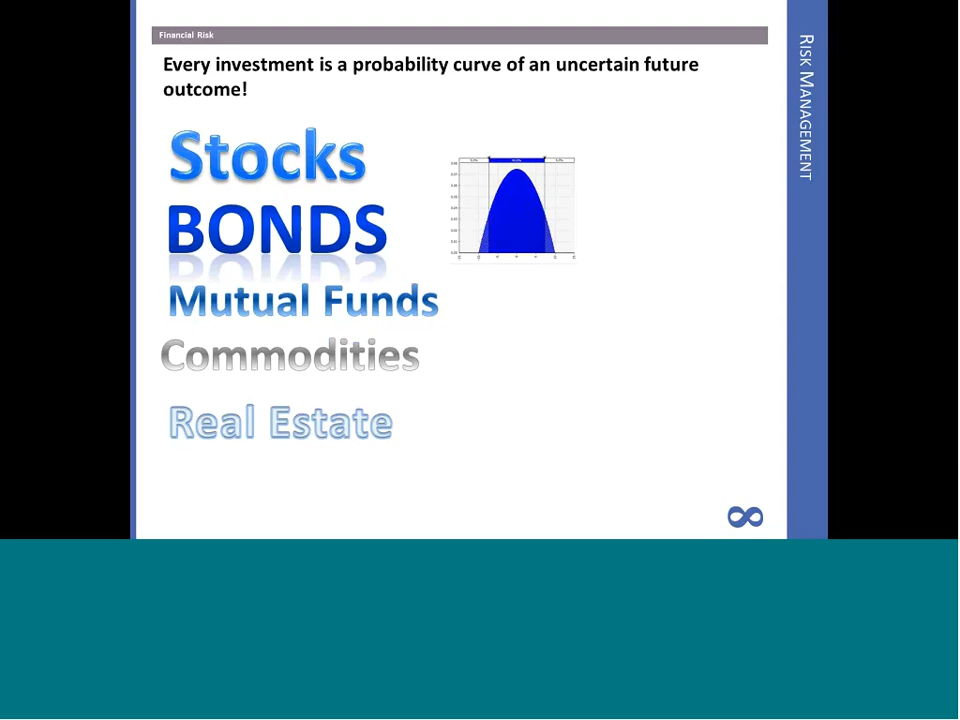 Financial Risk
Every investment is a probability curve of an uncertain future
outcome!
Stocks
BONDS
Mutual Funds
Commodities
Real Estate
RISK MANAGEMENT
8